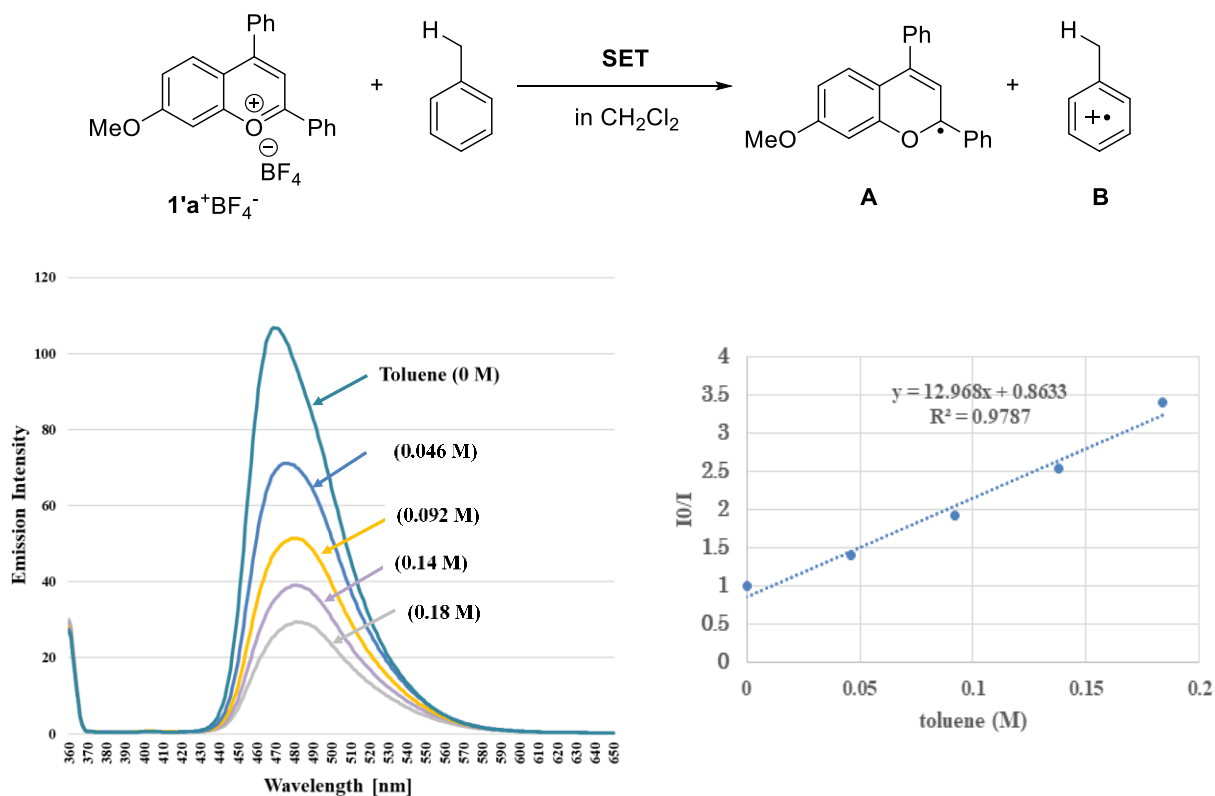 Ph
H
SET
in CH2Cl2
+
Ph
+
H
MeO
O
+
Ph
−
BF4
MeO
O
•
Ph
+•
1'a+BF4-
A
B
120
100
80
60
40
20
0
Emission Intensity
Toluene (0 M)
(0.046 M)
(0.092 M)
(0.14 M)
(0.18 M)
360 370 380 390 400 410 420 430 440 450 460 470 480 490 500 510 520 530 540 550 560 570 580 590 600 610 620 630 640 650
Wavelength [nm]
4
3.5
3
2.5
2
1.5
1
0.5
0
I0/I
y = 12.968x + 0.8633
R² = 0.9787
0 0.05 0.1 0.15 0.2
toluene (M)